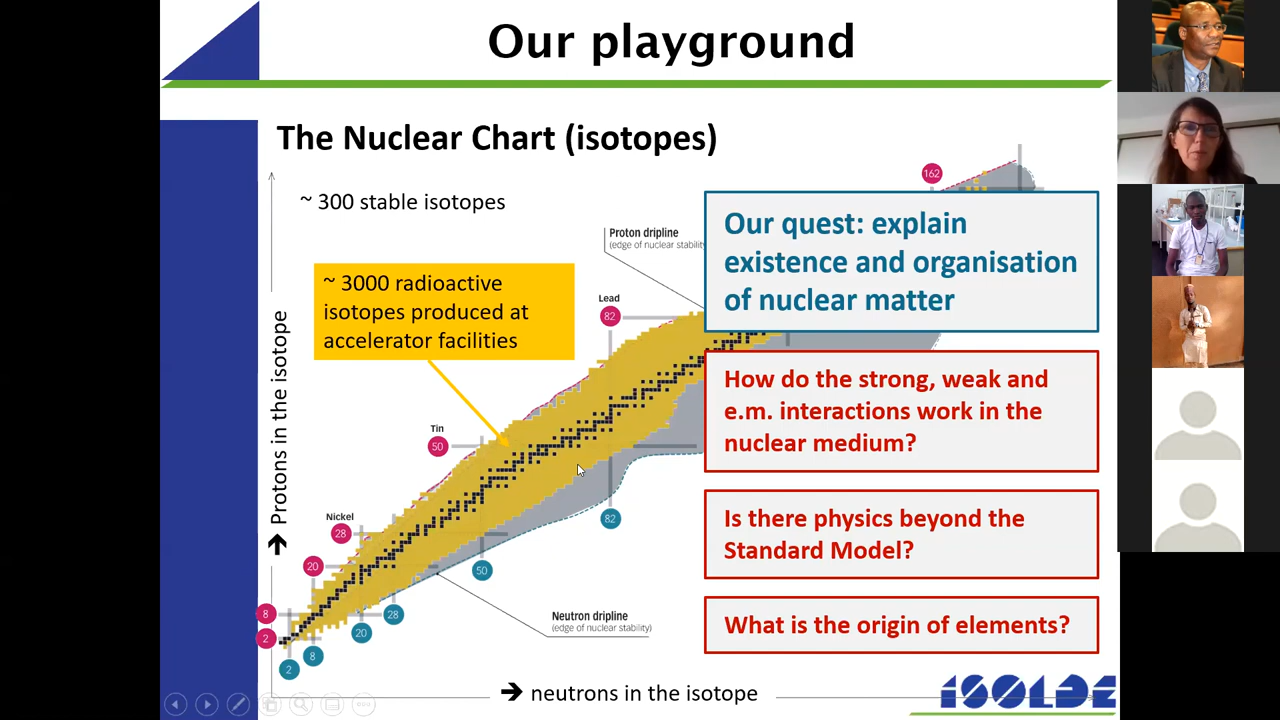 Our playground
The Nuclear Chart (isotopes)
~ 300 stable isotopes
~ 3000 radioactive
isotopes produced at
accelerator facilities
Protons in the isotope
Proton dripline
(edge of nuclear stability
Lead
82
Tin
50
Nickel
28
20
8
2
2
8
20
28
50
82
162
Neutron dripline
(edge of nuclear stability)
➔ neutrons in the isotope
Our quest: explain
existence and organisation
of nuclear matter
How do the strong, weak and
e.m. interactions work in the
nuclear medium?
Is there physics beyond the
Standard Model?
What is the origin of elements?
ISOLDE